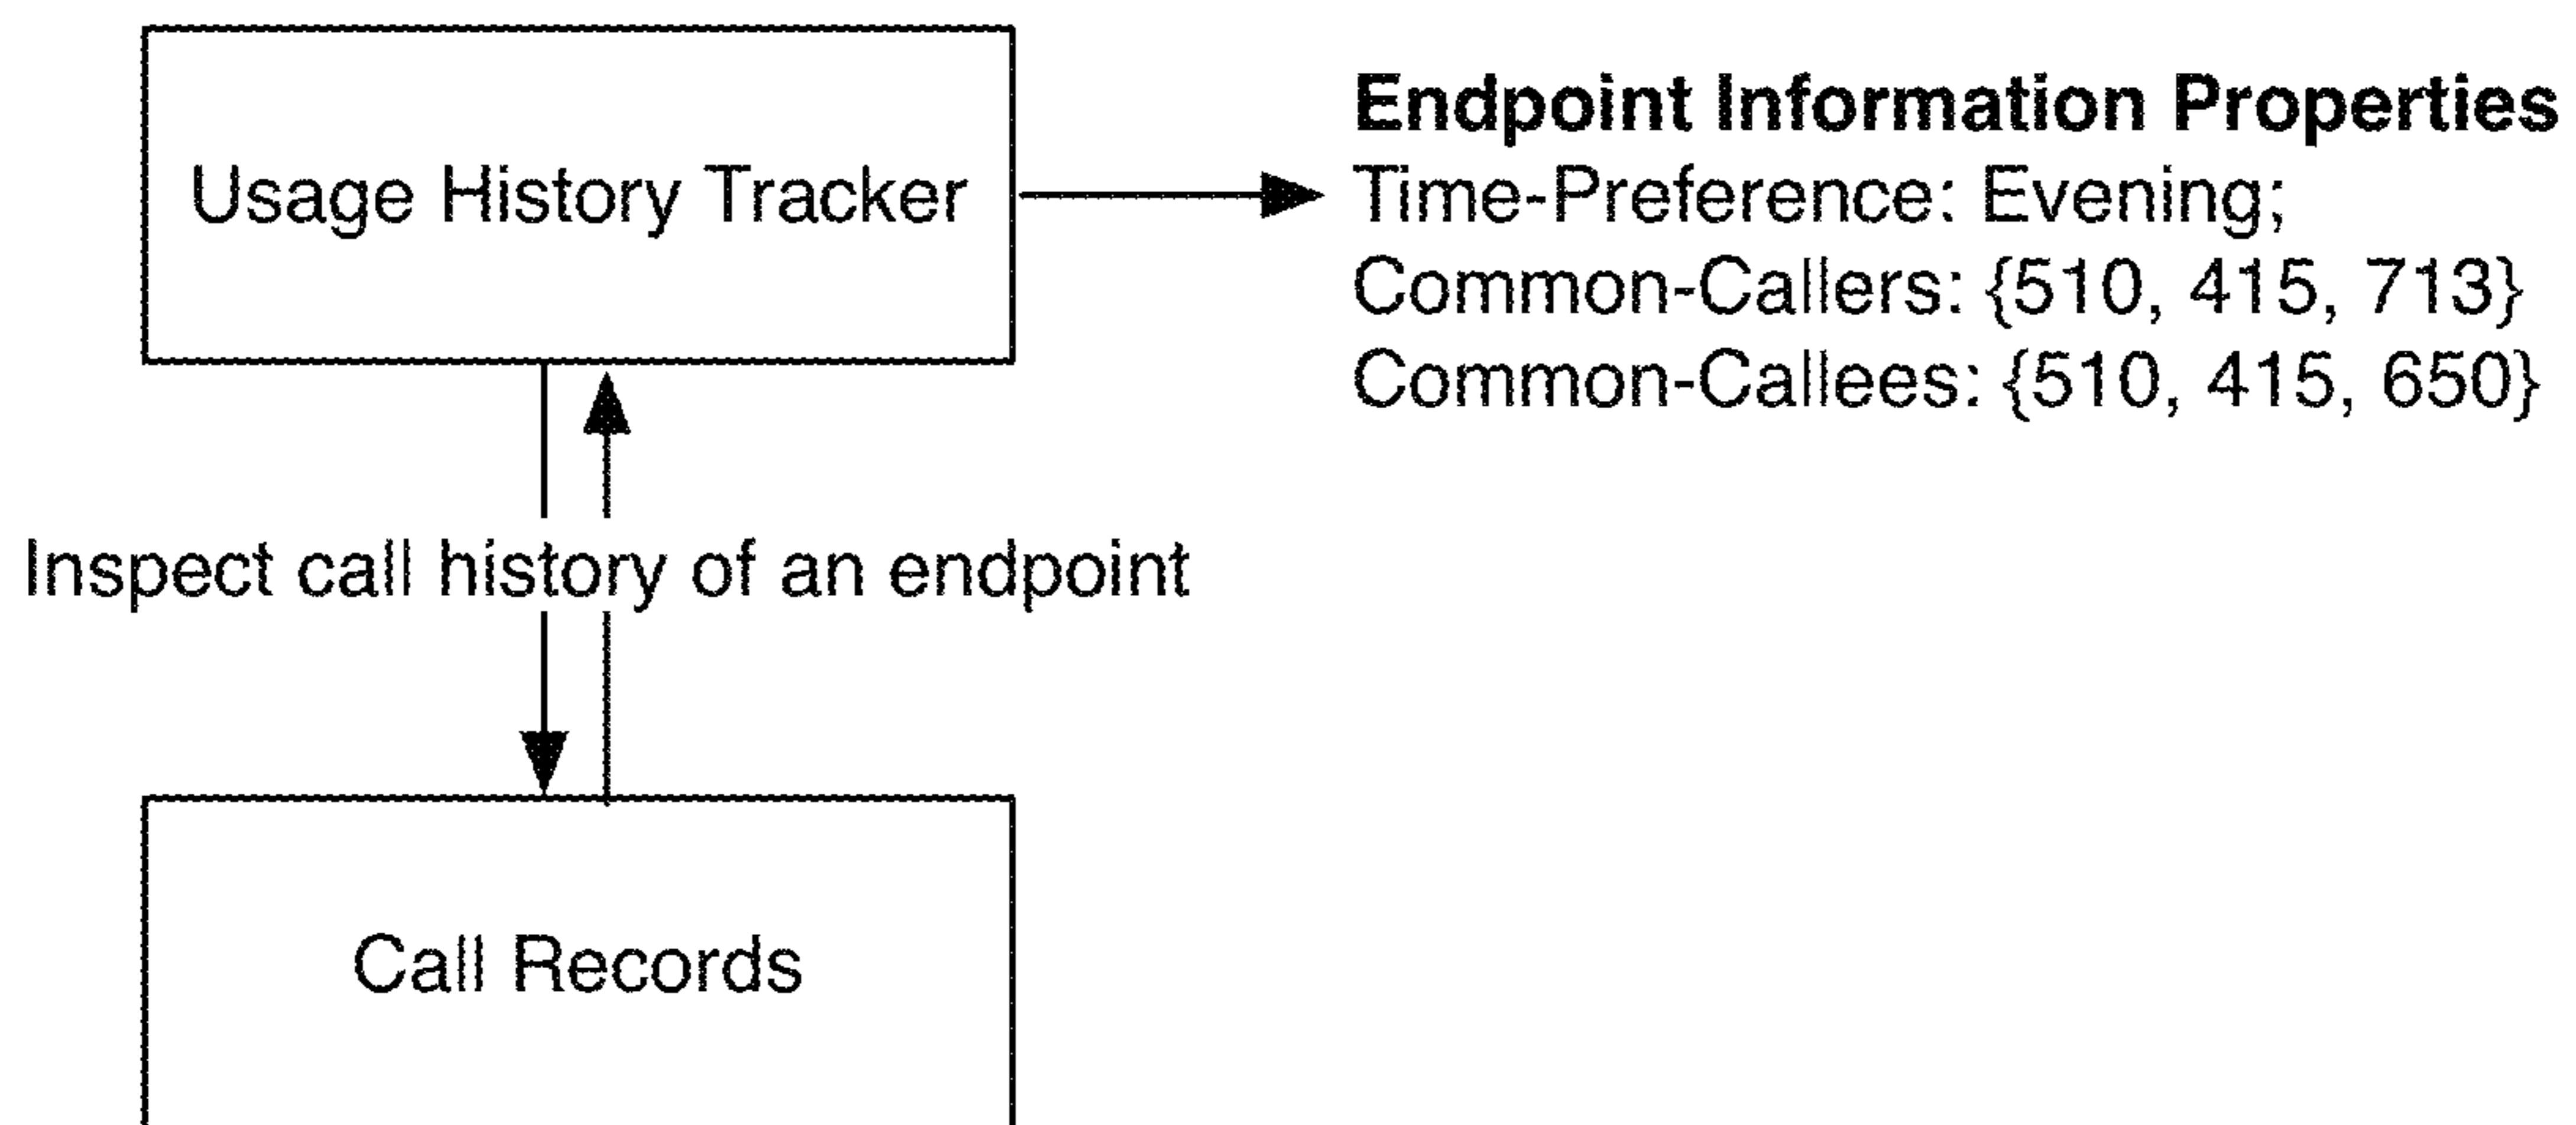 Usage History Tracker
Endpoint Information Properties
Time-Preference: Evening;
Common-Callers: {510, 415, 713}
Common-Callees: {510, 415, 650}
Inspect call history of an endpoint
Call Records